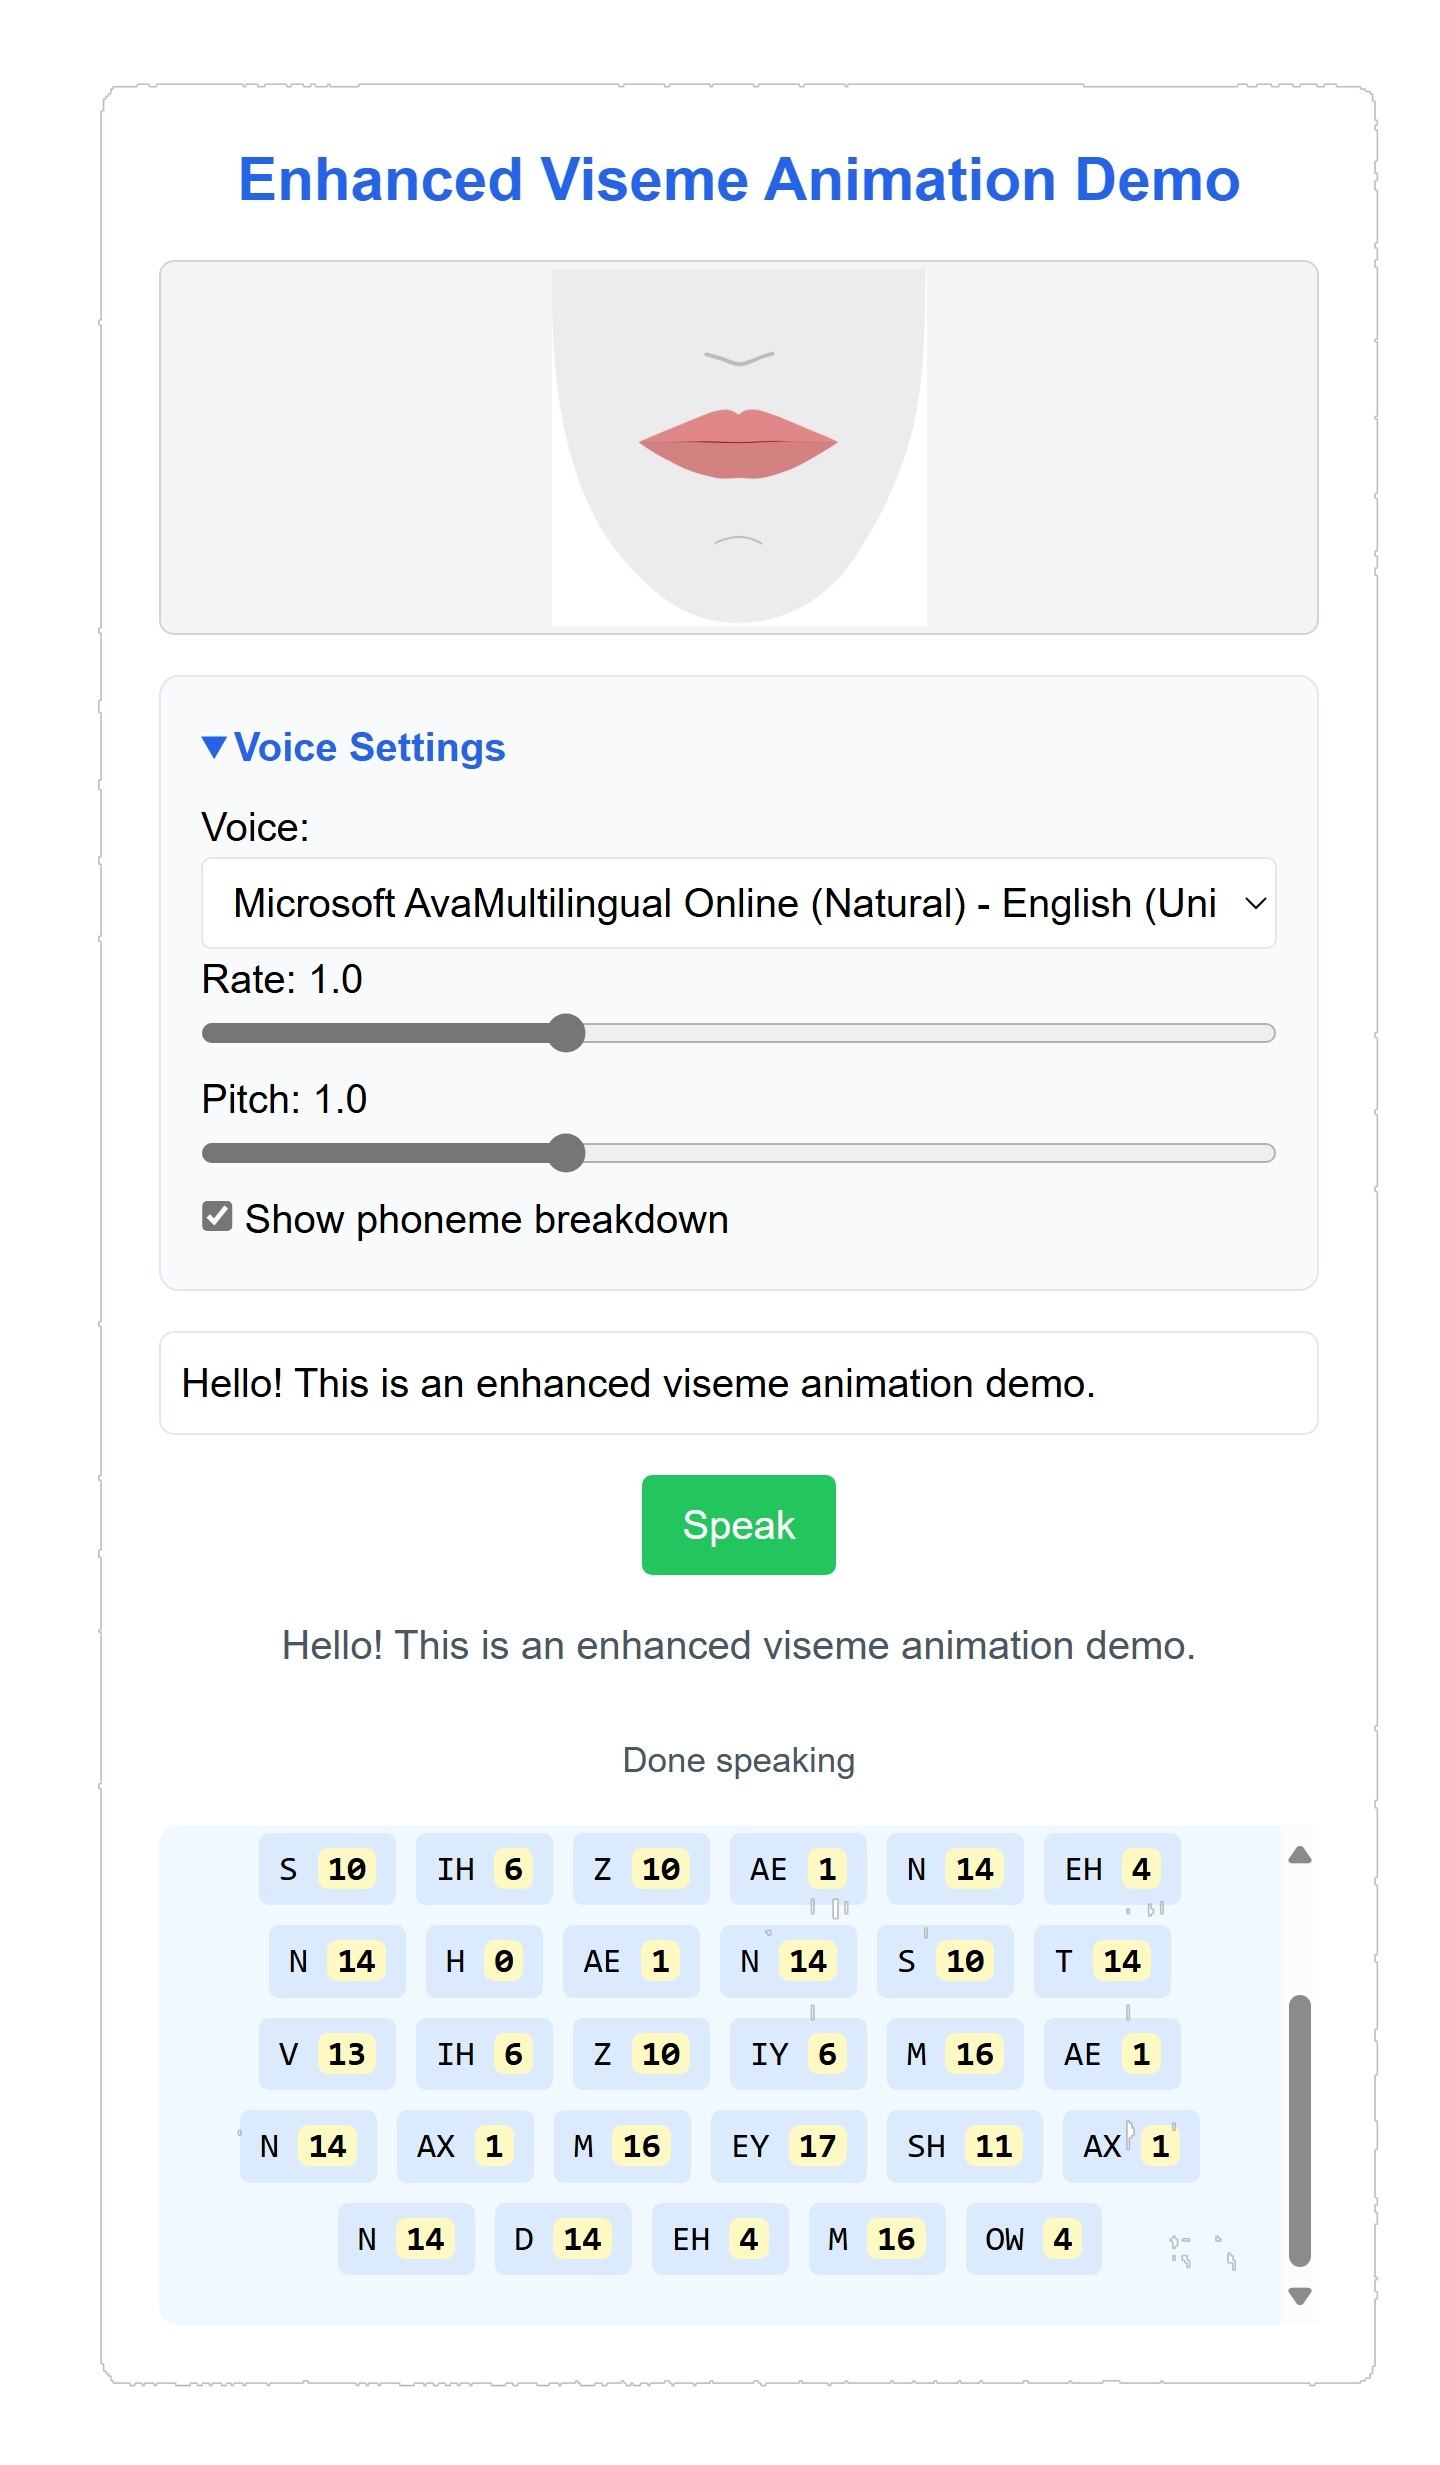 Enhanced Viseme Animation Demo
Voice Settings
Voice:
Microsoft AvaMultilingual Online (Natural) - English (Uni
Rate: 1.0
Pitch: 1.0
Show phoneme breakdown
Hello! This is an enhanced viseme animation demo.
Speak
Hello! This is an enhanced viseme animation demo.
Done speaking
S 10 IH 6 Z 10 AE 1 N 14 EH 4
N 14 H 0 AE 1 N 14 S 10 T 14
V 13 IH 6 Z 10 IY 6 M 16 AE 1
N 14 AX 1 M 16 EY 17 SH 11 AX 1
N 14 D 14 EH 4 M 16 OW 4